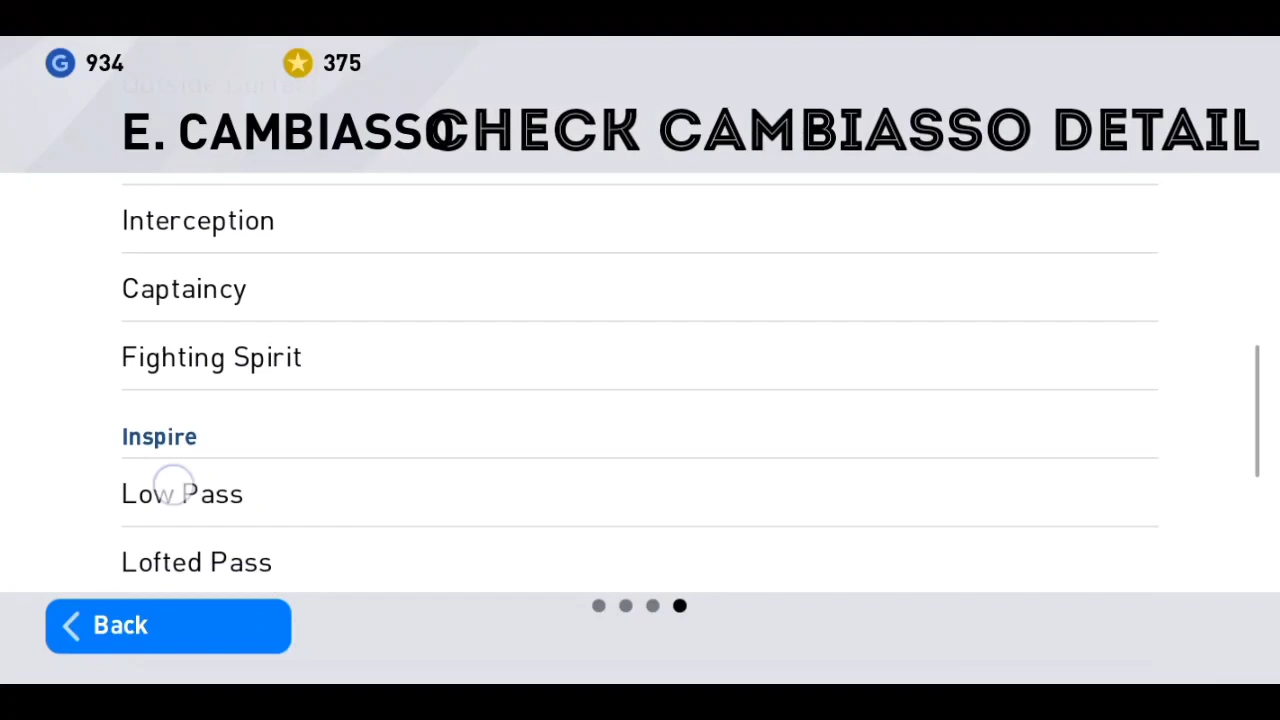 G 934 375
E. CAMBIASSO CHECK CAMBIASSO DETAIL
Interception
Captaincy
Fighting Spirit
Inspire
Low Pass
Lofted Pass
Back